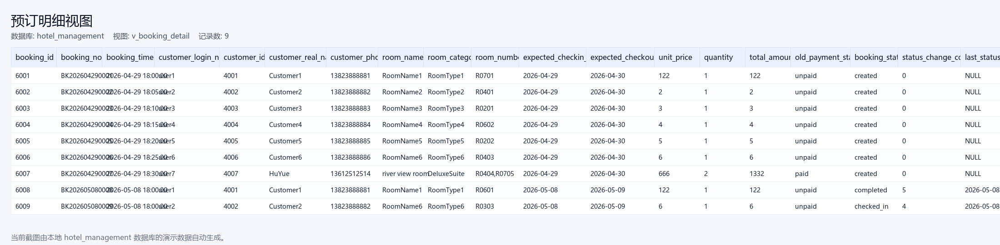 预订明细视图
数据库: hotel_management 视图: v_booking_detail 记录数: 9
booking_id booking_no booking_time customer_login_n customer_id customer_real_na customer_pho room_name room_catego room_numbe expected_checkin_ expected_checkou unit_price quantity total_amoun old_payment_sta booking_stat status_change_co last_status
6001 BK202604290001 2026-04-29 18:00:00 user1 4001 Customer1 13823888881 RoomName1 RoomType1 R0701 2026-04-29 2026-04-30 122 1 122 unpaid created 0 NULL
6002 BK202604290002 2026-04-29 18:05:00 user2 4002 Customer2 13823888882 RoomName2 RoomType2 R0401 2026-04-29 2026-04-30 2 1 2 unpaid created 0 NULL
6003 BK202604290003 2026-04-29 18:10:00 user3 4003 Customer3 13823888883 RoomName3 RoomType3 R0201 2026-04-29 2026-04-30 3 1 3 unpaid created 0 NULL
6004 BK202604290004 2026-04-29 18:15:00 user4 4004 Customer4 13823888884 RoomName4 RoomType4 R0602 2026-04-29 2026-04-30 4 1 4 unpaid created 0 NULL
6005 BK202604290005 2026-04-29 18:20:00 user5 4005 Customer5 13823888885 RoomName5 RoomType5 R0202 2026-04-29 2026-04-30 5 1 5 unpaid created 0 NULL
6006 BK202604290006 2026-04-29 18:25:00 user6 4006 Customer6 13823888886 RoomName6 RoomType6 R0403 2026-04-29 2026-04-30 6 1 6 unpaid created 0 NULL
6007 BK202604290007 2026-04-29 18:30:00 user7 4007 HuYue 13612512514 river view room DeluxeSuite R0404,R0705 2026-04-29 2026-04-30 666 2 1332 paid created 0 NULL
6008 BK202605080008 2026-05-08 18:00:00 user1 4001 Customer1 13823888881 RoomName1 RoomType1 R0601 2026-05-08 2026-05-09 122 1 122 unpaid completed 5 2026-05-08
6009 BK202605080009 2026-05-08 18:00:00 user2 4002 Customer2 13823888882 RoomName6 RoomType6 R0303 2026-05-08 2026-05-09 6 1 6 unpaid checked_in 4 2026-05-08
当前截图由本地 hotel_management 数据库的演示数据自动生成。